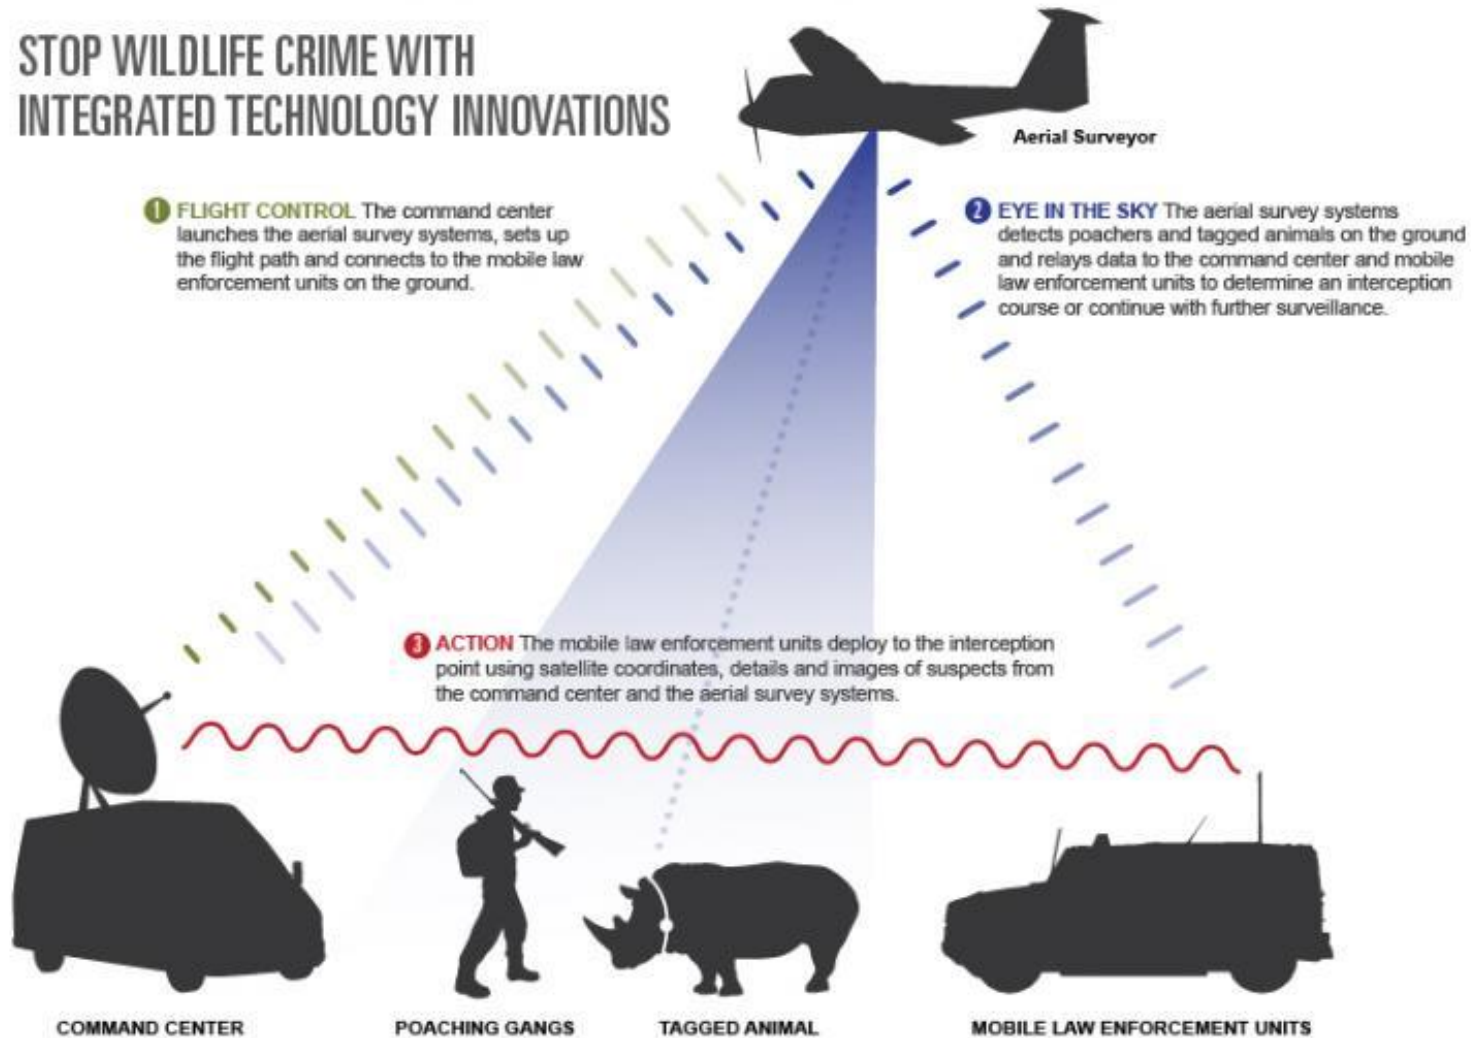 STOP WILDLIFE CRIME WITH
INTEGRATED TECHNOLOGY INNOVATIONS
Aerial Surveyor
1 FLIGHT CONTROL The command center
launches the aerial survey systems, sets up
the flight path and connects to the mobile law
enforcement units on the ground.
2 EYE IN THE SKY The aerial survey systems
detects poachers and tagged animals on the ground
and relays data to the command center and mobile
law enforcement units to determine an interception
course or continue with further surveillance.
3 ACTION The mobile law enforcement units deploy to the interception
point using satellite coordinates, details and images of suspects from
the command center and the aerial survey systems.
COMMAND CENTER
POACHING GANGS
TAGGED ANIMAL
MOBILE LAW ENFORCEMENT UNITS